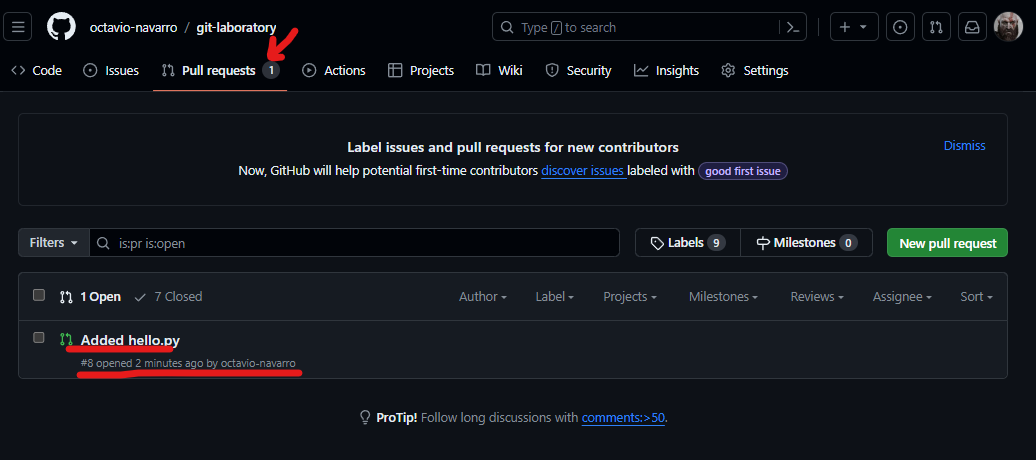 octavio-navarro / git-laboratory
Type / to search
Code Issues Pull requests 1 Actions Projects Wiki Security Insights Settings
Label issues and pull requests for new contributors
Dismiss
Now, GitHub will help potential first-time contributors discover issues labeled with good first issue
Filters is:pr is:open Labels 9 Milestones 0 New pull request
1 Open 7 Closed Author Label Projects Milestones Reviews Assignee Sort
Added hello.py
#8 opened 2 minutes ago by octavio-navarro
ProTip! Follow long discussions with comments:>50.